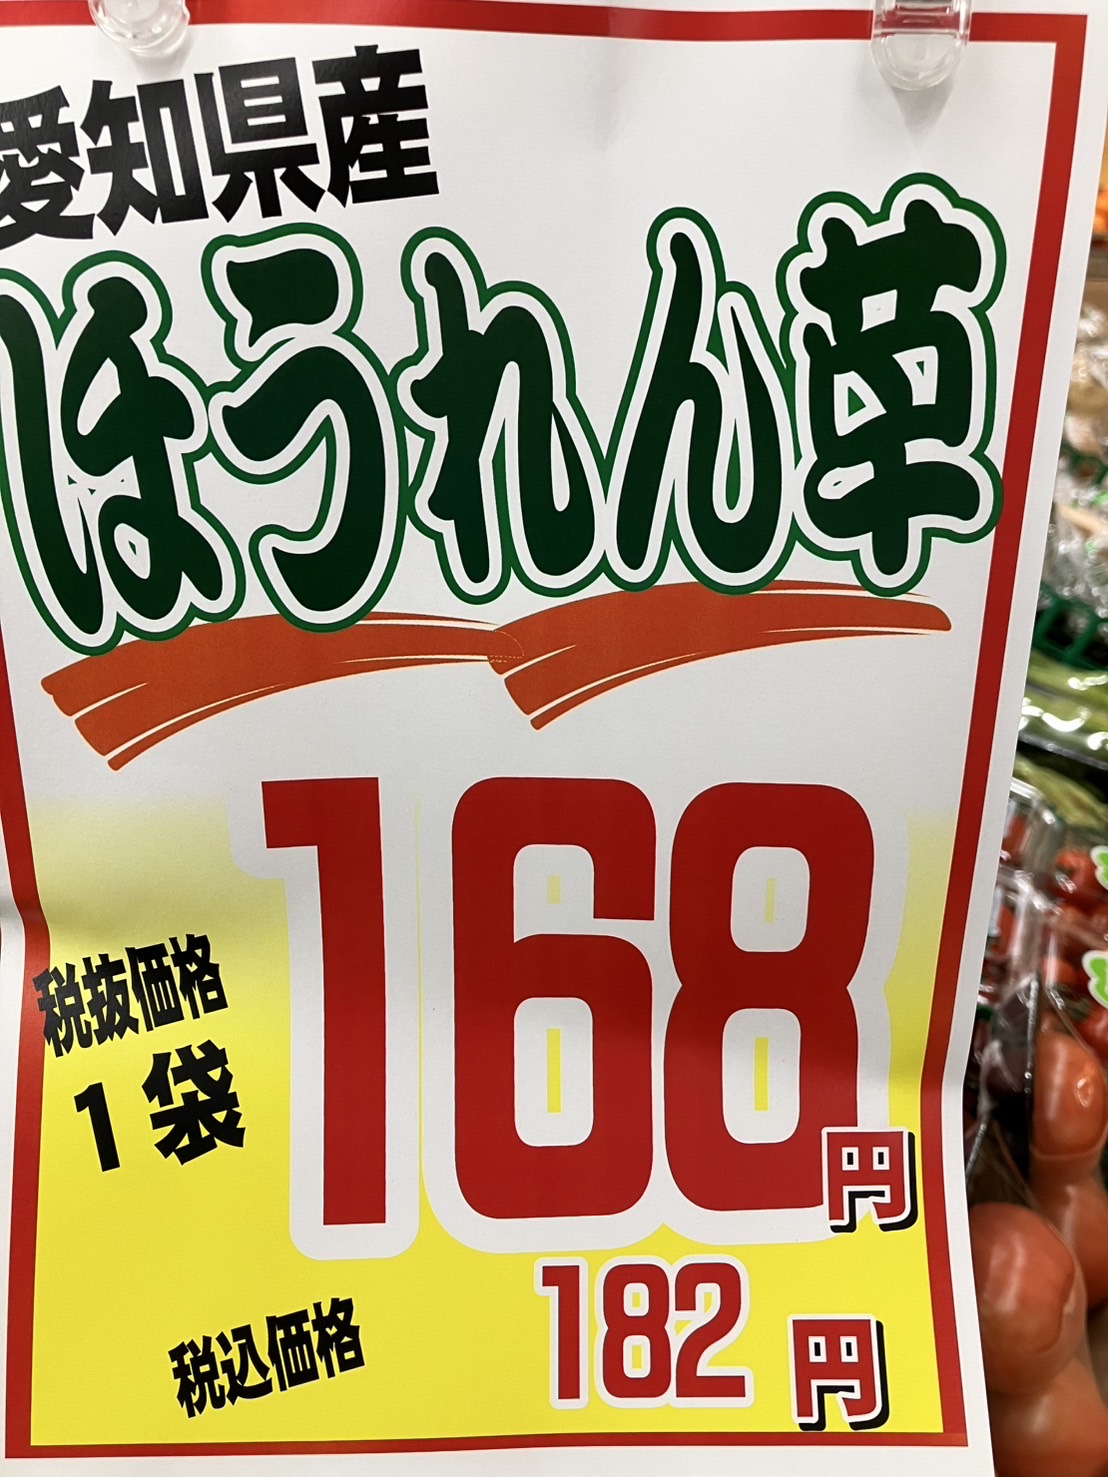 愛知県産
ほうれん草
168円
税抜価格
1袋
税込価格 182円